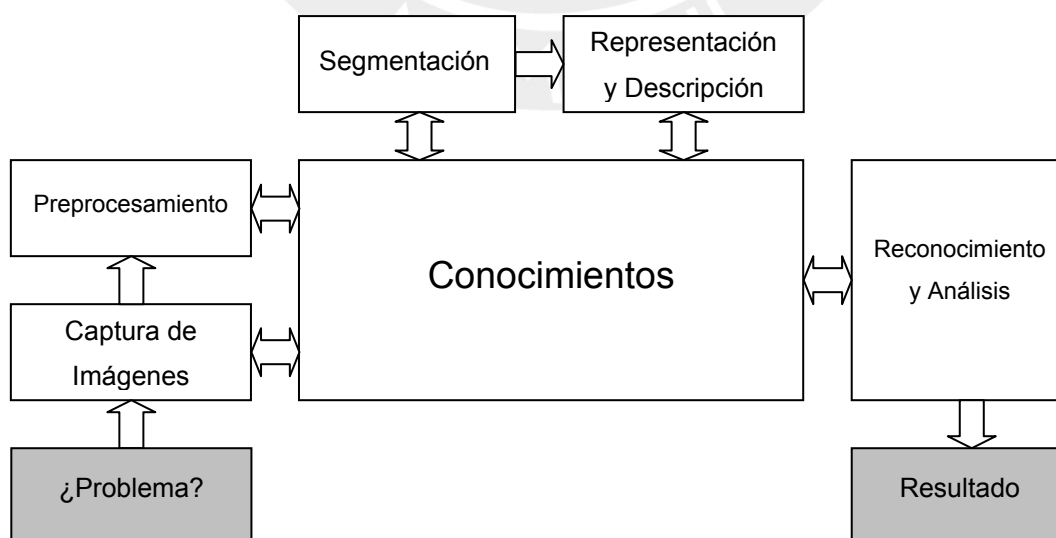 Segmentación
Representación
y Descripción
Preprocesamiento
Conocimientos
Reconocimiento
y Análisis
Captura de
Imágenes
¿Problema?
Resultado